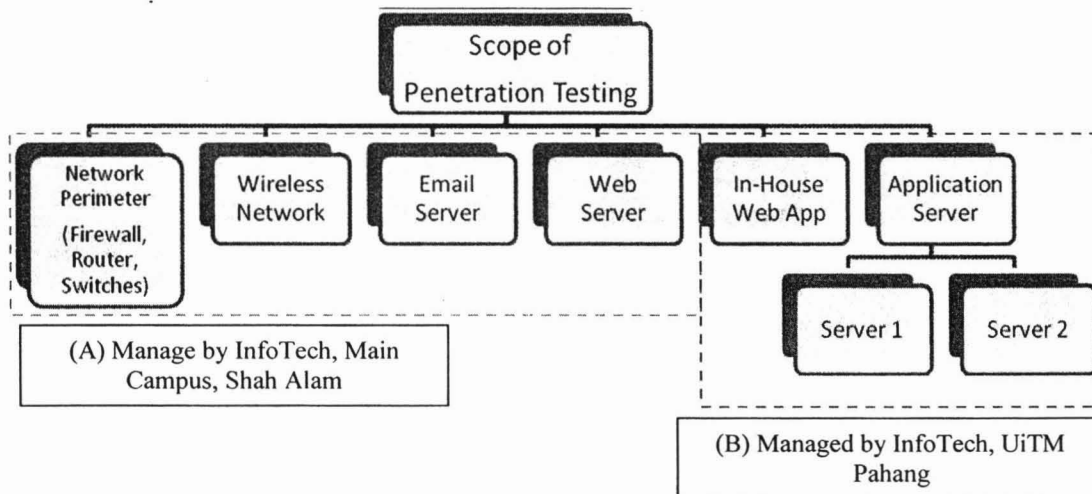 Scope of
Penetration Testing
Network
Perimeter
(Firewall,
Router,
Switches)
Wireless
Network
Email
Server
Web
Server
In-House
Web App
Application
Server
Server 1
Server 2
(A) Manage by InfoTech, Main
Campus, Shah Alam
(B) Managed by InfoTech, UiTM
Pahang